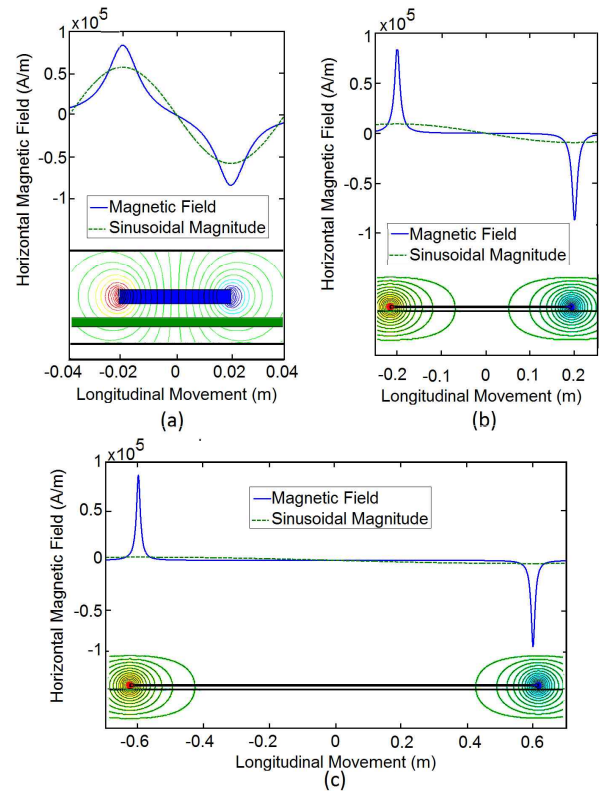 1 x10^5
0.5
0
-0.5
-1
Horizontal Magnetic Field (A/m)
Magnetic Field
Sinusoidal Magnitude
-0.04 -0.02 0 0.02 0.04
Longitudinal Movement (m)
(a)
1 x10^5
0.5
0
-0.5
-1
Horizontal Magnetic Field (A/m)
Magnetic Field
Sinusoidal Magnitude
-0.2 -0.1 0 0.1 0.2
Longitudinal Movement (m)
(b)
1 x10^5
0.5
0
-0.5
-1
Horizontal Magnetic Field (A/m)
Magnetic Field
Sinusoidal Magnitude
-0.6 -0.4 -0.2 0 0.2 0.4 0.6
Longitudinal Movement (m)
(c)